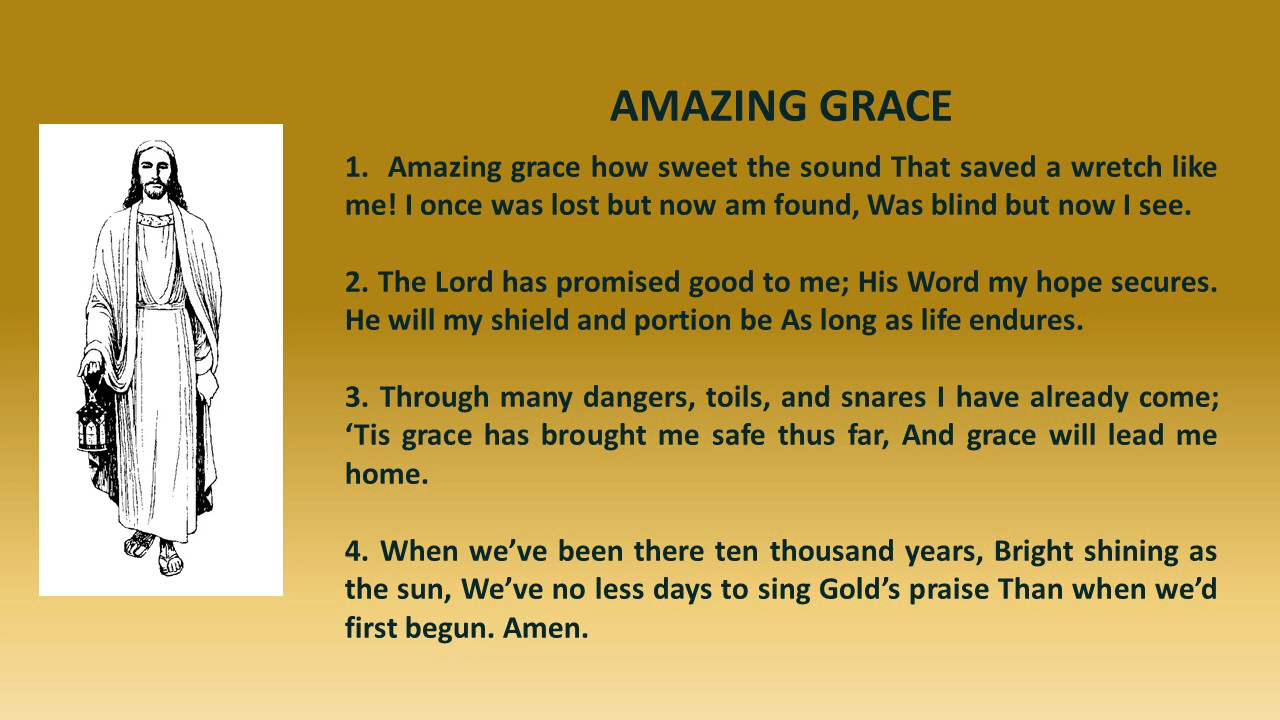 AMAZING GRACE
1. Amazing grace how sweet the sound That saved a wretch like
me! I once was lost but now am found, Was blind but now I see.
2. The Lord has promised good to me; His Word my hope secures.
He will my shield and portion be As long as life endures.
3. Through many dangers, toils, and snares I have already come;
‘Tis grace has brought me safe thus far, And grace will lead me
home.
4. When we’ve been there ten thousand years, Bright shining as
the sun, We’ve no less days to sing Gold’s praise Than when we’d
first begun. Amen.